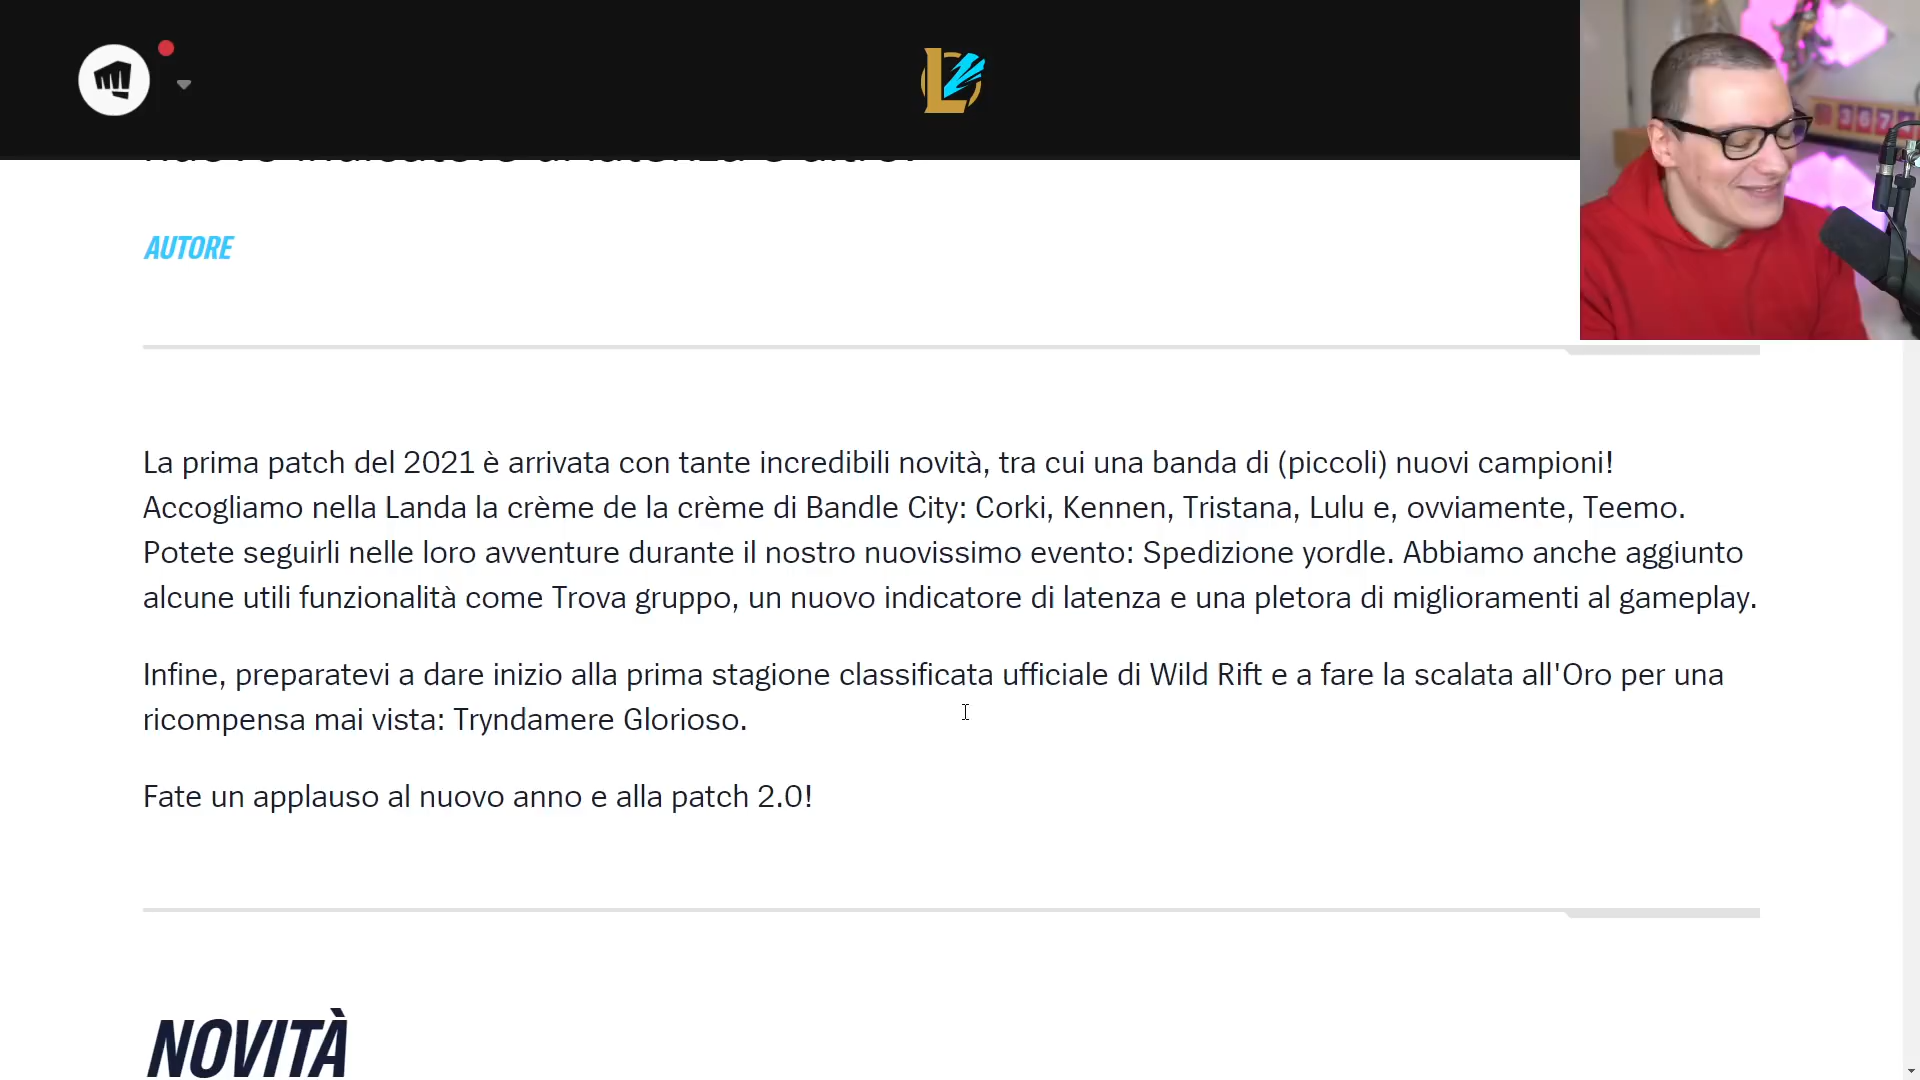 AUTORE
La prima patch del 2021 è arrivata con tante incredibili novità, tra cui una banda di (piccoli) nuovi campioni!
Accogliamo nella Landa la crème de la crème di Bandle City: Corki, Kennen, Tristana, Lulu e, ovviamente, Teemo.
Potete seguirli nelle loro avventure durante il nostro nuovissimo evento: Spedizione yordle. Abbiamo anche aggiunto
alcune utili funzionalità come Trova gruppo, un nuovo indicatore di latenza e una pletora di miglioramenti al gameplay.
Infine, preparatevi a dare inizio alla prima stagione classificata ufficiale di Wild Rift e a fare la scalata all'Oro per una
ricompensa mai vista: Tryndamere Glorioso.
Fate un applauso al nuovo anno e alla patch 2.0!
NOVITÀ